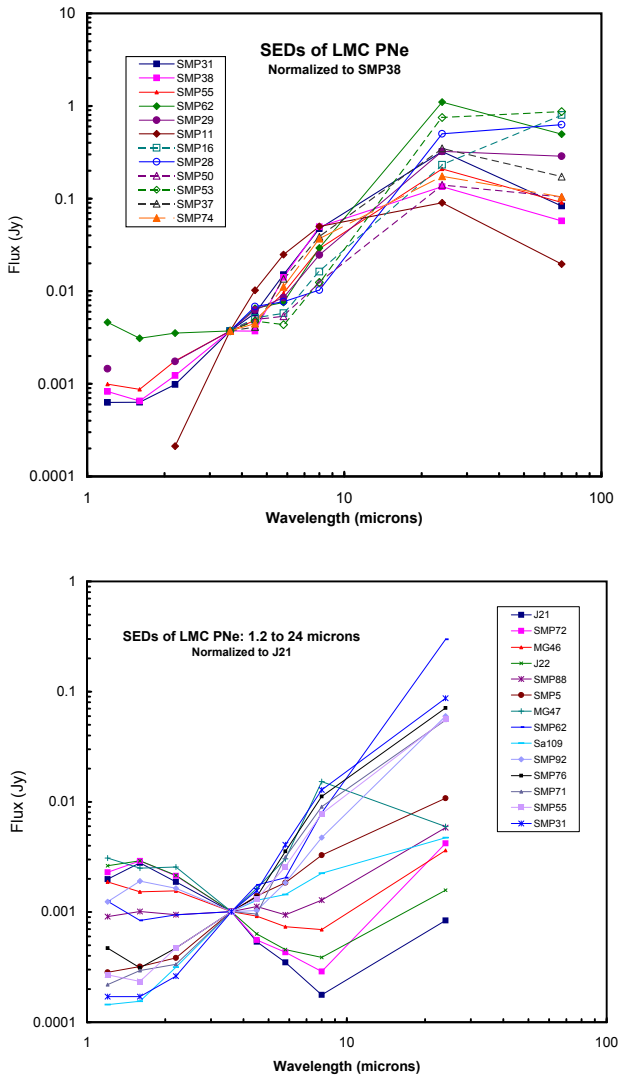 SEDs of LMC PNe
Normalized to SMP38
SMP31
SMP38
SMP55
SMP62
SMP29
SMP11
SMP16
SMP28
SMP50
SMP53
SMP37
SMP74
10
1
0.1
0.01
0.001
0.0001
Flux (Jy)
1
10
100
Wavelength (microns)
SEDs of LMC PNe: 1.2 to 24 microns
Normalized to J21
J21
SMP72
MG46
J22
SMP88
SMP5
MG47
SMP62
Sa109
SMP92
SMP76
SMP71
SMP55
SMP31
1
0.1
0.01
0.001
0.0001
Flux (Jy)
1
10
100
Wavelength (microns)